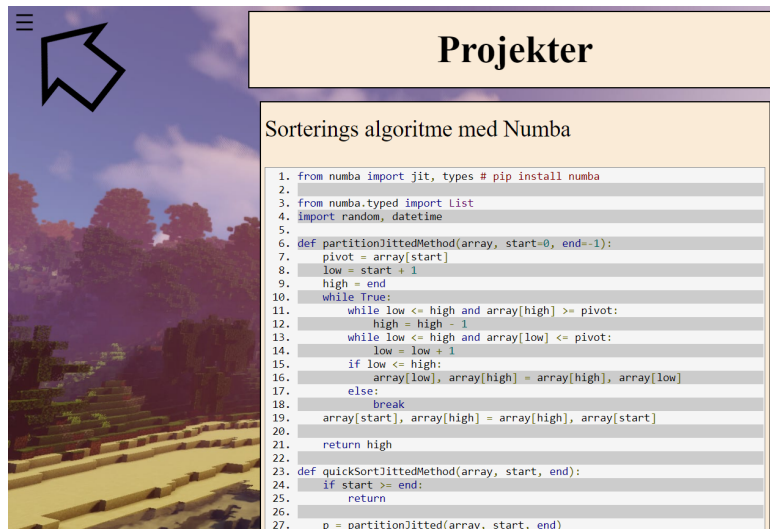 Projekter
Sorterings algoritme med Numba
1. from numba import jit, types # pip install numba
2.
3. from numba.typed import List
4. import random, datetime
5.
6. def partitionJittedMethod(array, start=0, end=-1):
7.     pivot = array[start]
8.     low = start + 1
9.     high = end
10.     while True:
11.         while low <= high and array[high] >= pivot:
12.             high = high - 1
13.         while low <= high and array[low] <= pivot:
14.             low = low + 1
15.         if low <= high:
16.             array[low], array[high] = array[high], array[low]
17.         else:
18.             break
19.     array[start], array[high] = array[high], array[start]
20.
21.     return high
22.
23. def quickSortJittedMethod(array, start, end):
24.     if start >= end:
25.         return
26.
27.     p = partitionJitted(array, start, end)